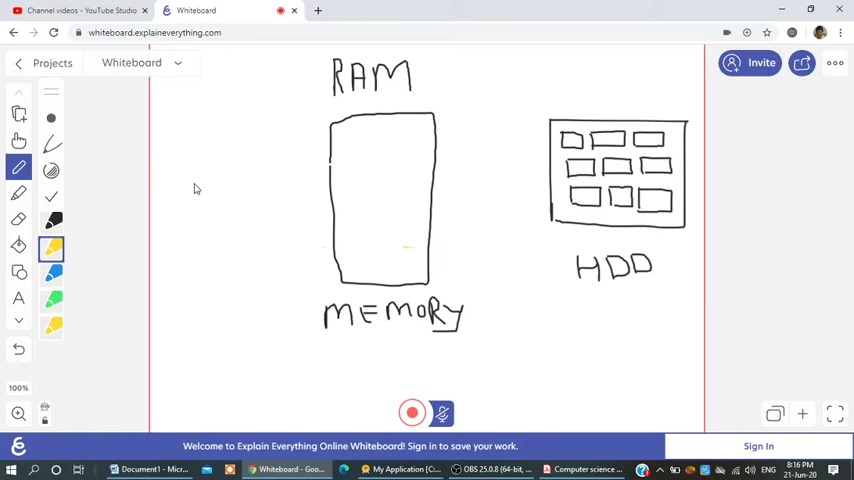 Channel videos - YouTube Studio
Whiteboard
whiteboard.explaineverything.com
Projects
Whiteboard
Invite
RAM
HDD
MEMORY
A
100%
Welcome to Explain Everything Online Whiteboard! Sign in to save your work.
Sign In
Document1 - Micr...
Whiteboard - Goo...
My Application [C:...
OBS 25.0.8 (64-bit, ...
Computer science ...
ENG
8:16 PM
21-Jun-20